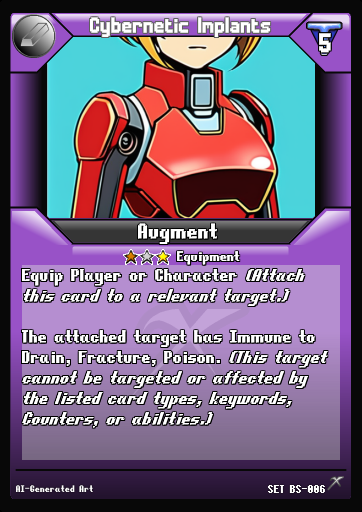 Cybernetic Implants
5
Augment
Equipment
Equip Player or Character (Attach
this card to a relevant target.)
The attached target has Immune to
Drain, Fracture, Poison. (This target
cannot be targeted or affected by
the listed card types, keywords,
Counters, or abilities.)
AI-Generated Art
SET BS-006